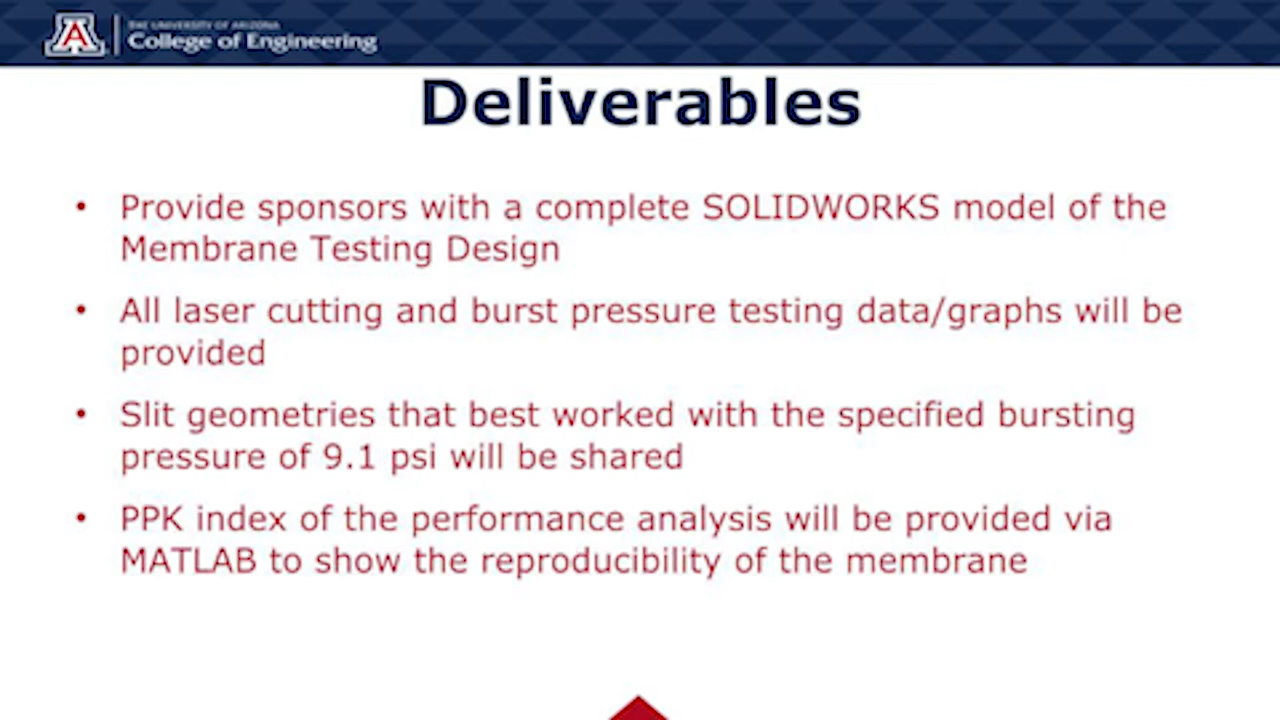 THE UNIVERSITY OF ARIZONA
College of Engineering
Deliverables
• Provide sponsors with a complete SOLIDWORKS model of the
Membrane Testing Design
• All laser cutting and burst pressure testing data/graphs will be
provided
• Slit geometries that best worked with the specified bursting
pressure of 9.1 psi will be shared
• PPK index of the performance analysis will be provided via
MATLAB to show the reproducibility of the membrane